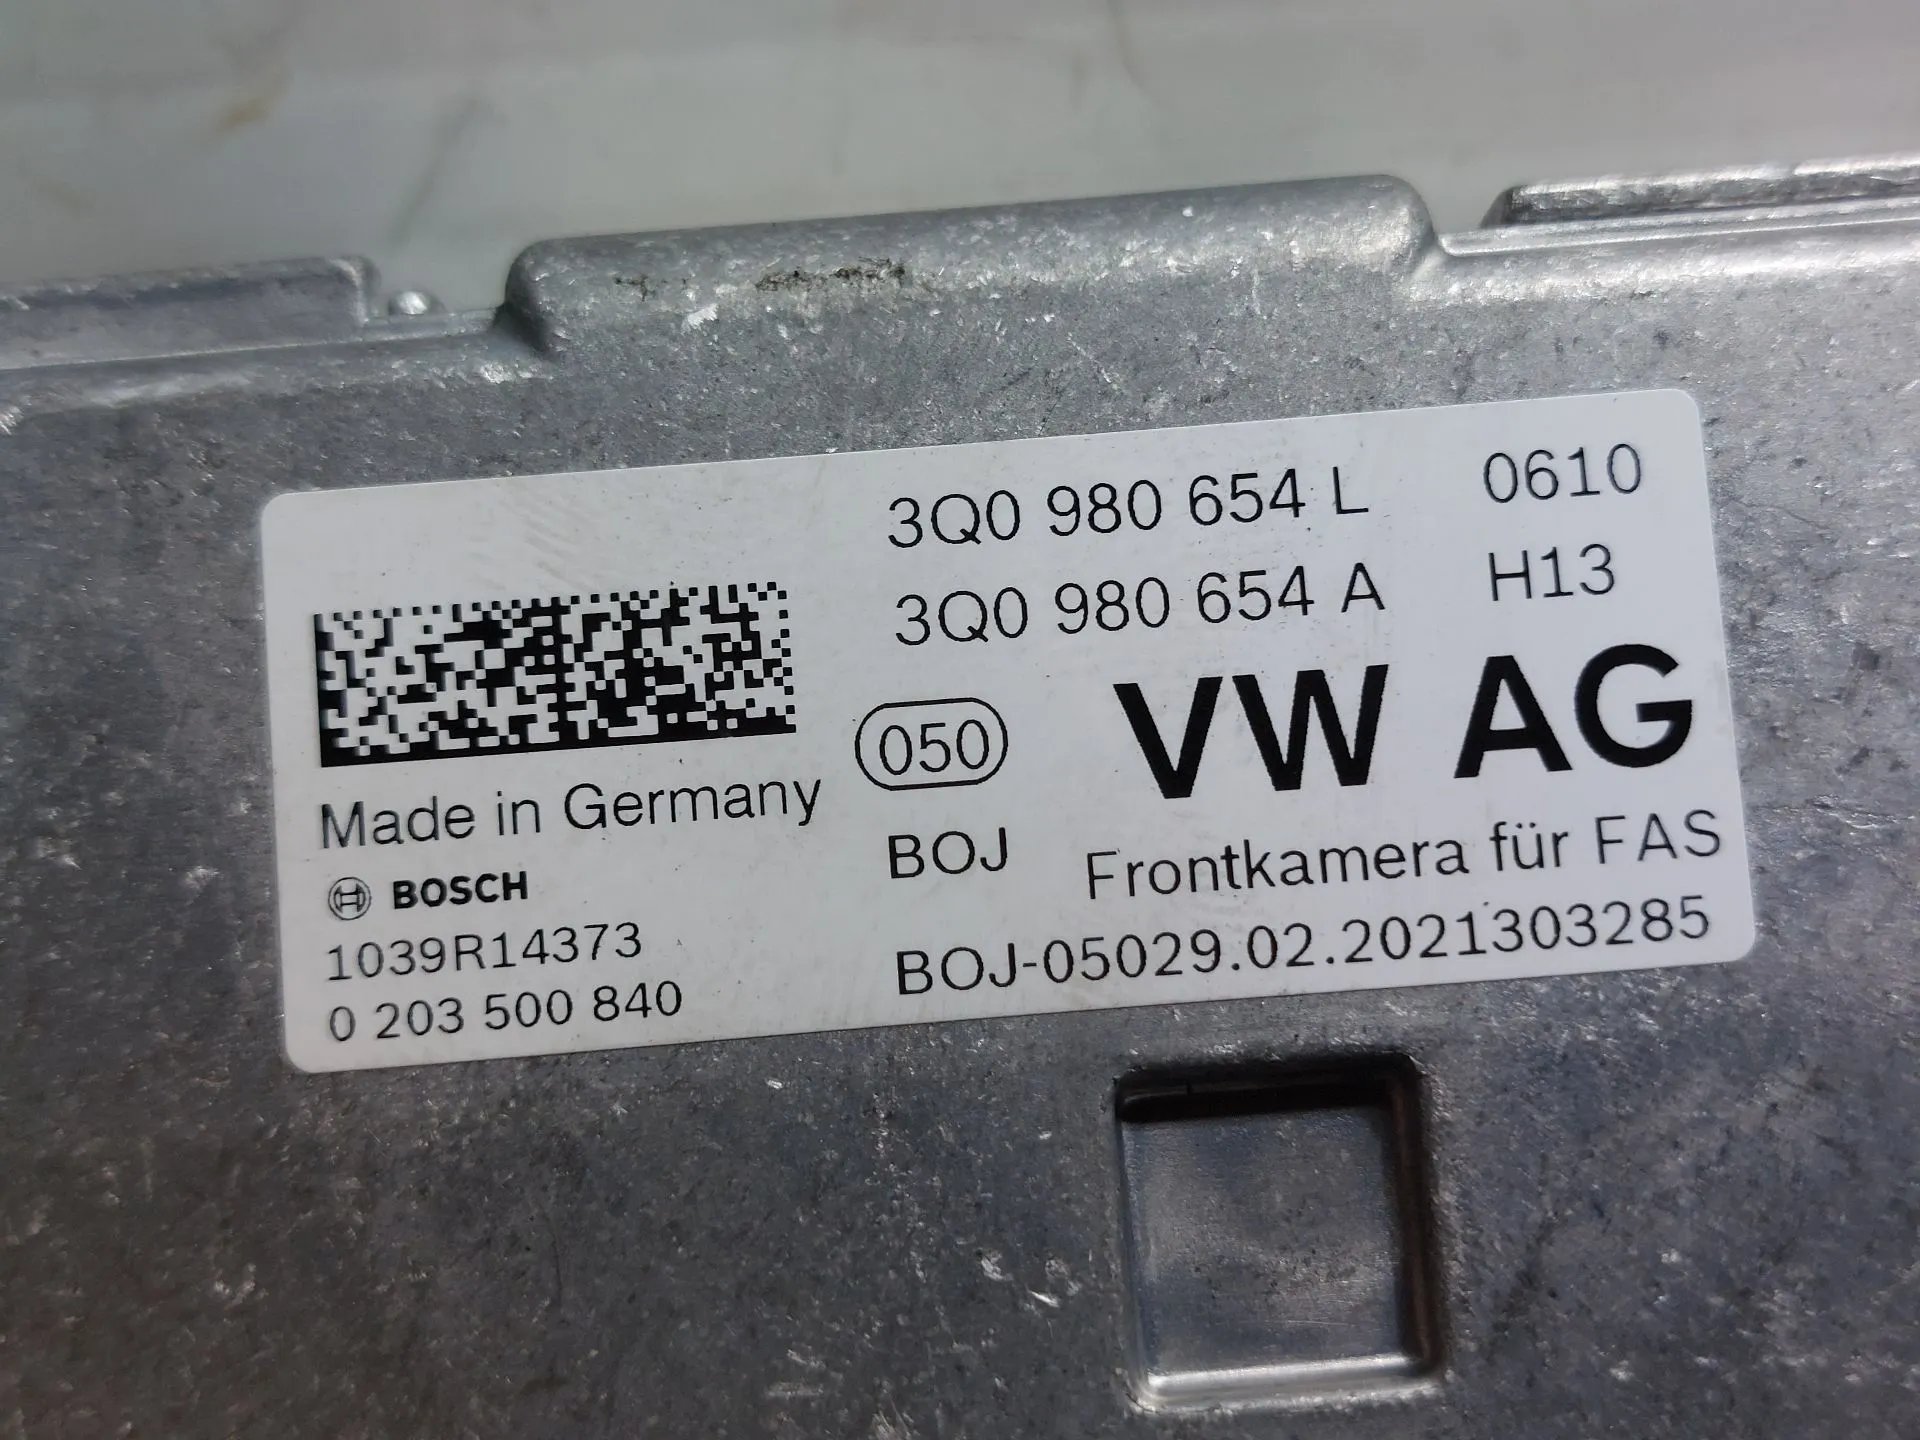 3Q0 980 654 L 0610
3Q0 980 654 A H13
050 VW AG
Made in Germany
BOJ Frontkamera für FAS
BOSCH
1039R14373
BOJ-05029.02.2021303285
0 203 500 840